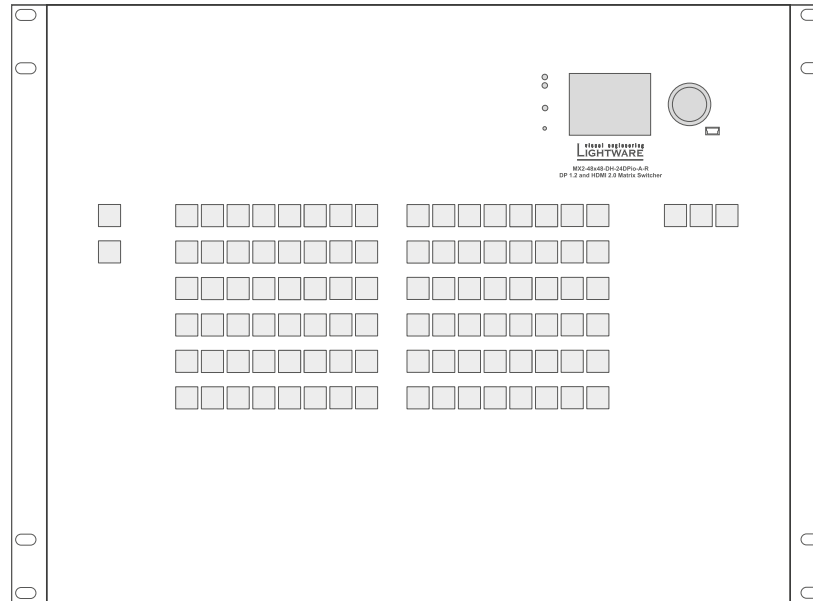 visual engineering
LIGHTWARE
MX2-48x48-DH-24DPio-A-R
DP 1.2 and HDMI 2.0 Matrix Switcher